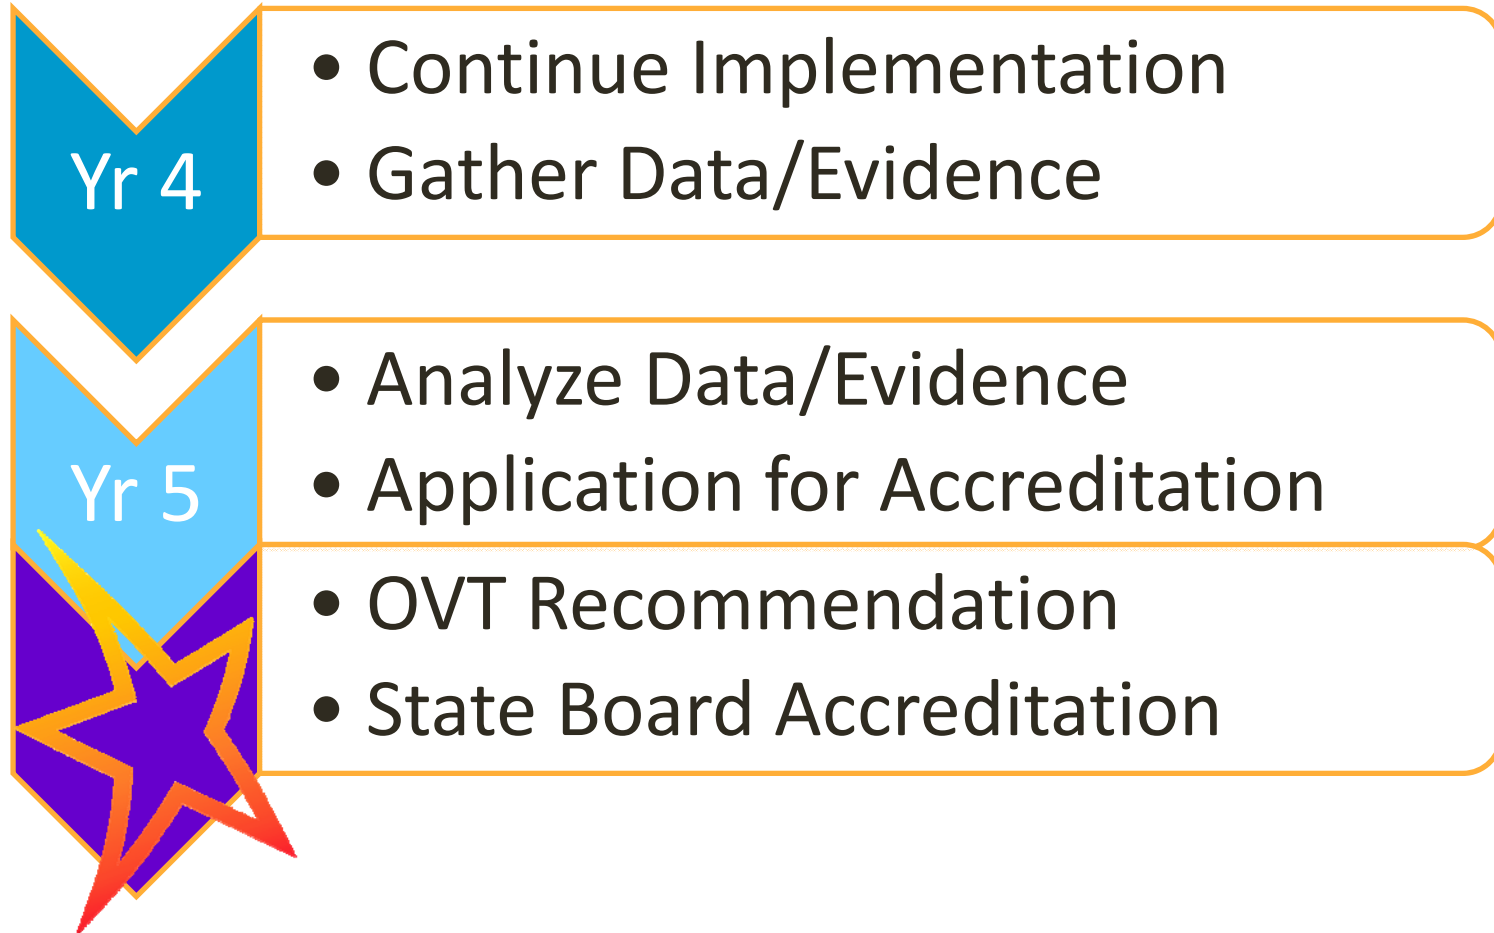 Yr 4
• Continue Implementation
• Gather Data/Evidence
Yr 5
• Analyze Data/Evidence
• Application for Accreditation
• OVT Recommendation
• State Board Accreditation